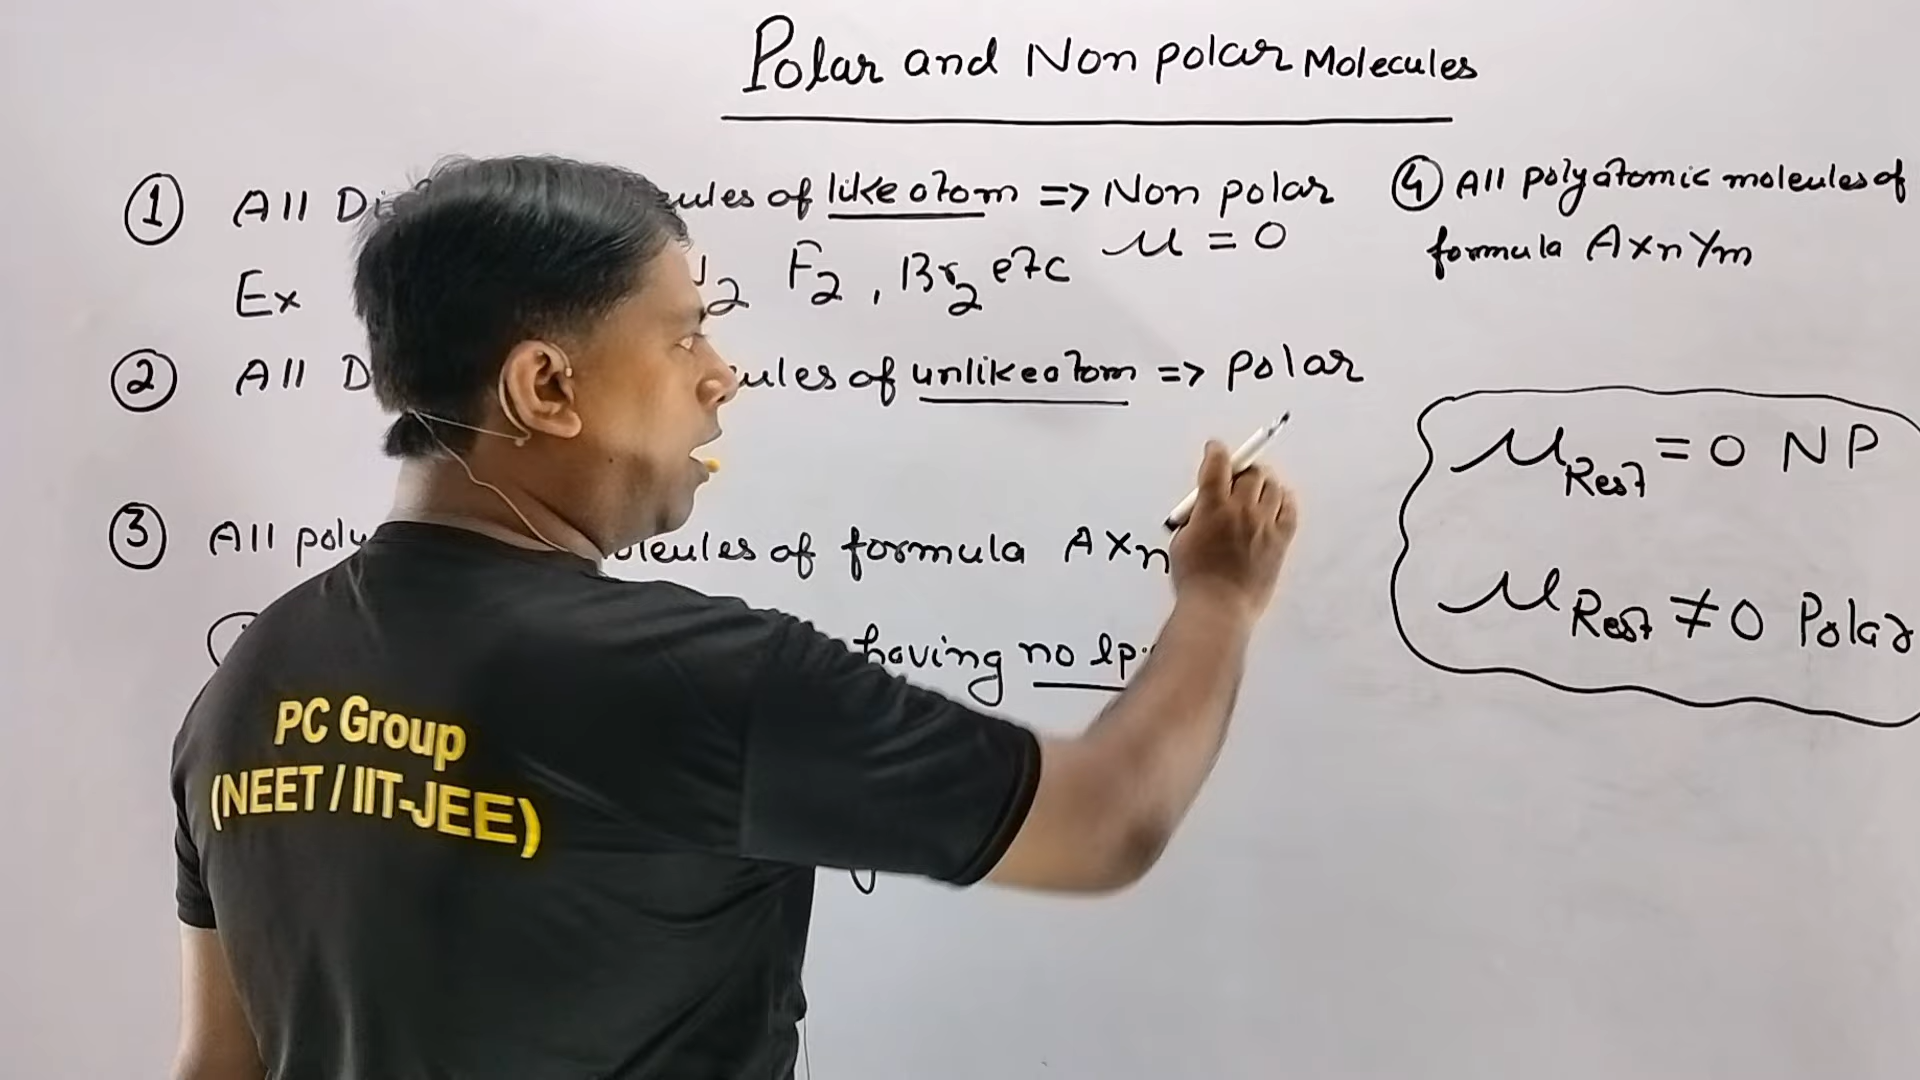 Polar and Non polar Molecules
① All Di ules of like atom => Non polar
μ = 0
Ex 2 F2 , Br2 etc
② All D ules of unlike atom => polar
③ All poly oleules of formula AXn
having no lp
④ All polyatomic moleules of
formula AXnYm
μRest = 0 NP
μRest ≠ 0 Polar
PC Group
(NEET / IIT-JEE)